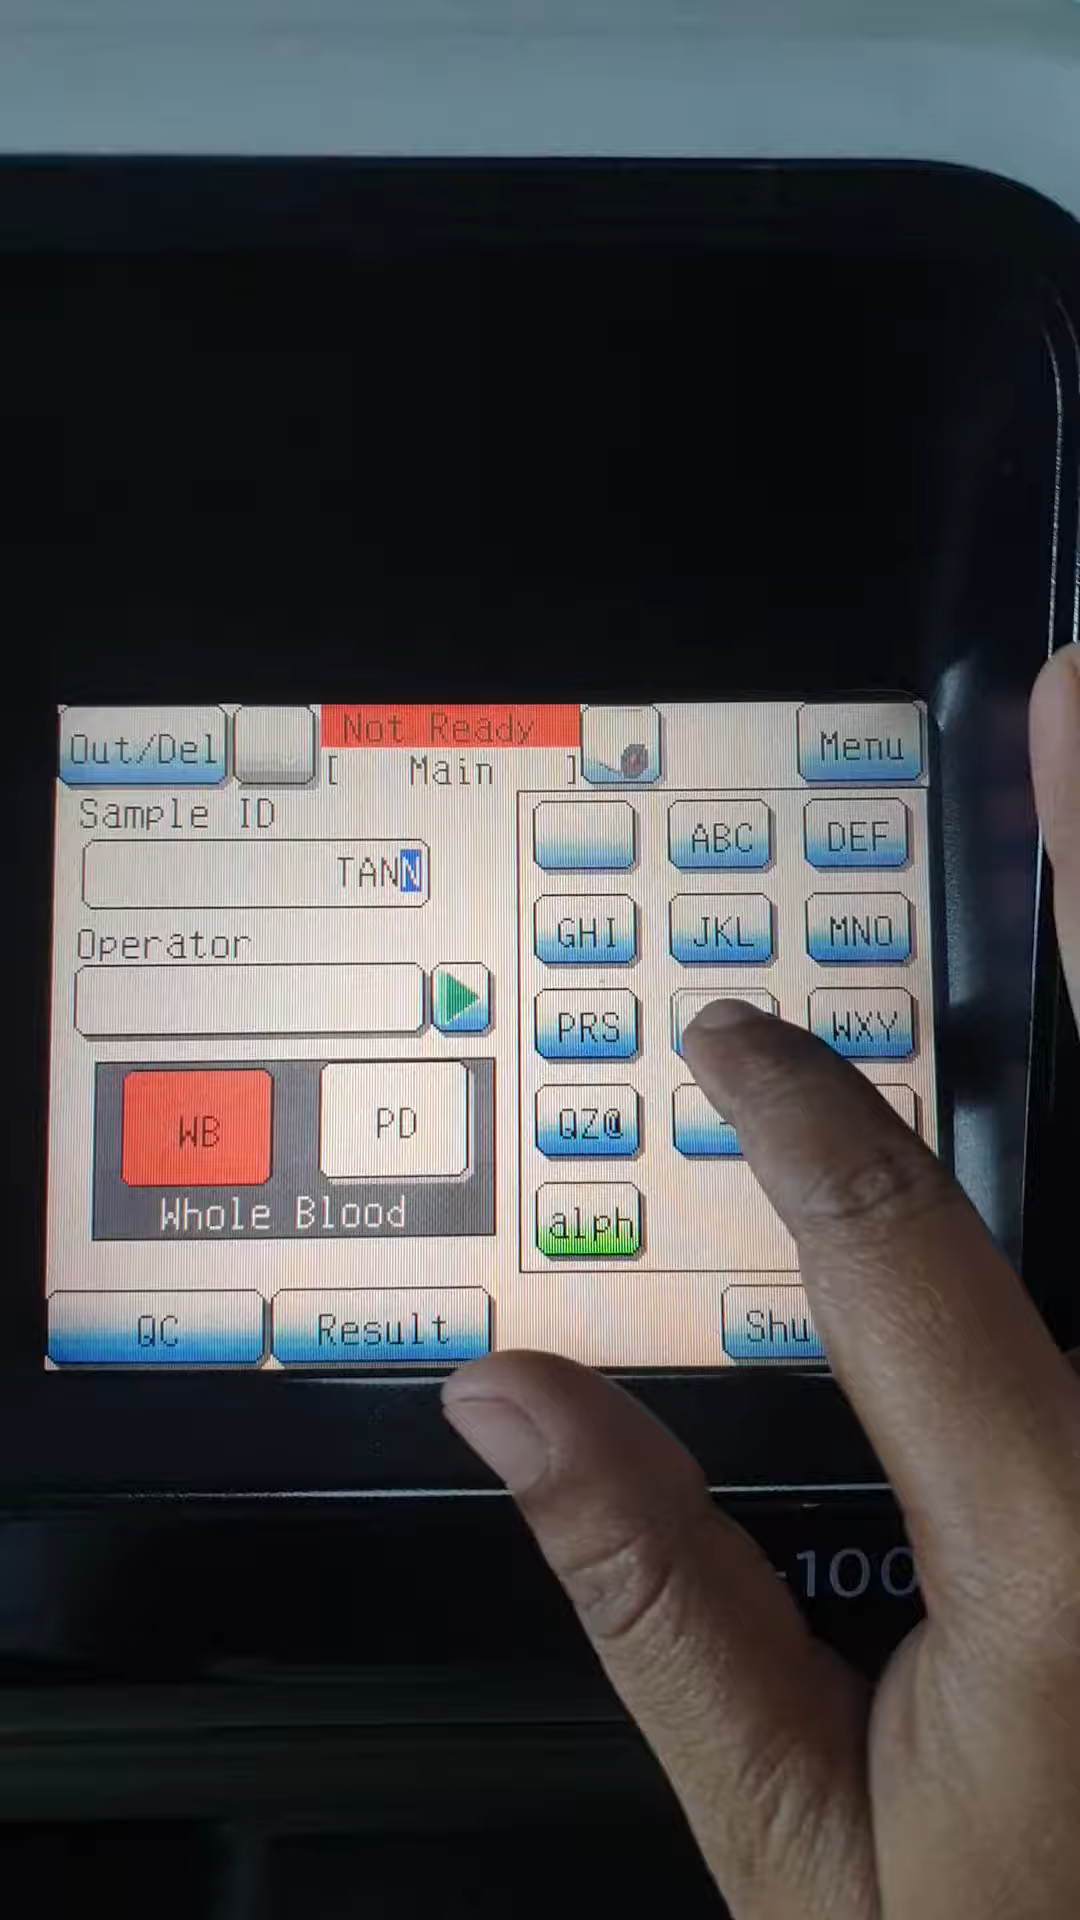 Out/Del
Not Ready
[ Main ]
Menu
Sample ID
TANN
Operator
ABC
DEF
GHI
JKL
MNO
PRS
WXY
QZ@
-
alph
WB
PD
Whole Blood
QC
Result
Shu
-100